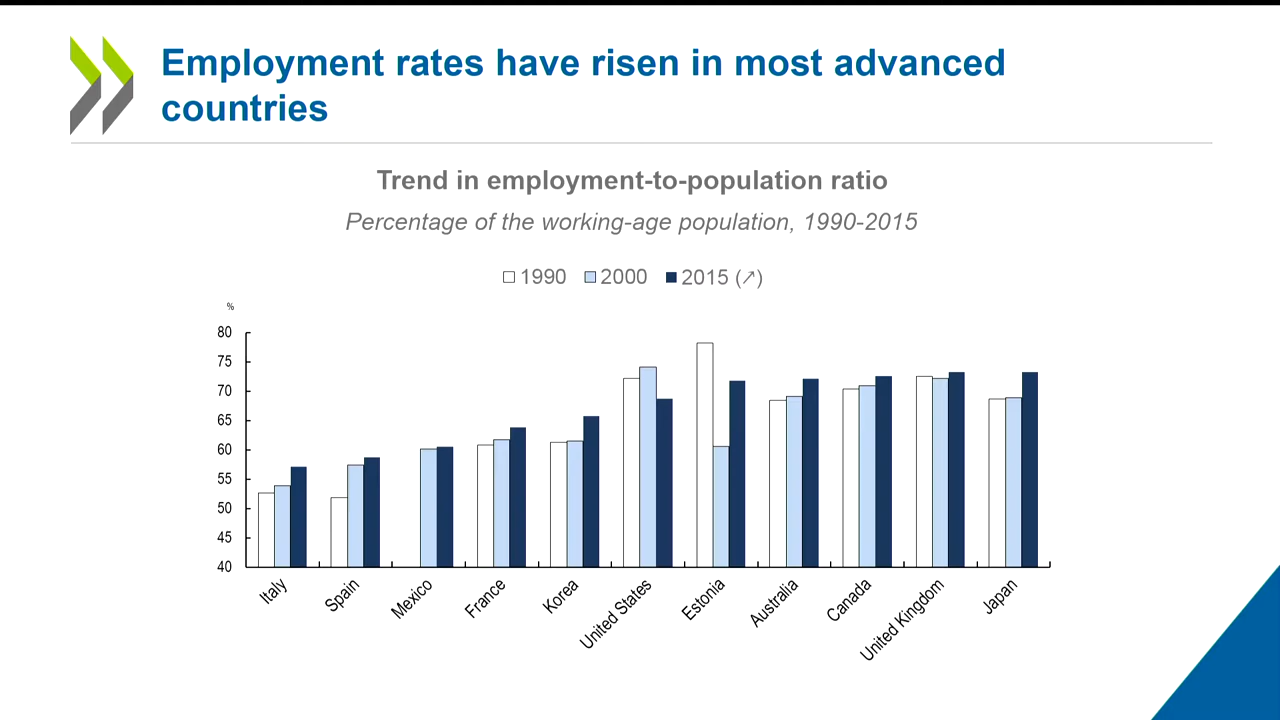 Employment rates have risen in most advanced
countries
Trend in employment-to-population ratio
Percentage of the working-age population, 1990-2015
1990 2000 2015 (↗)
%
80
75
70
65
60
55
50
45
40
Italy
Spain
Mexico
France
Korea
United States
Estonia
Australia
Canada
United Kingdom
Japan